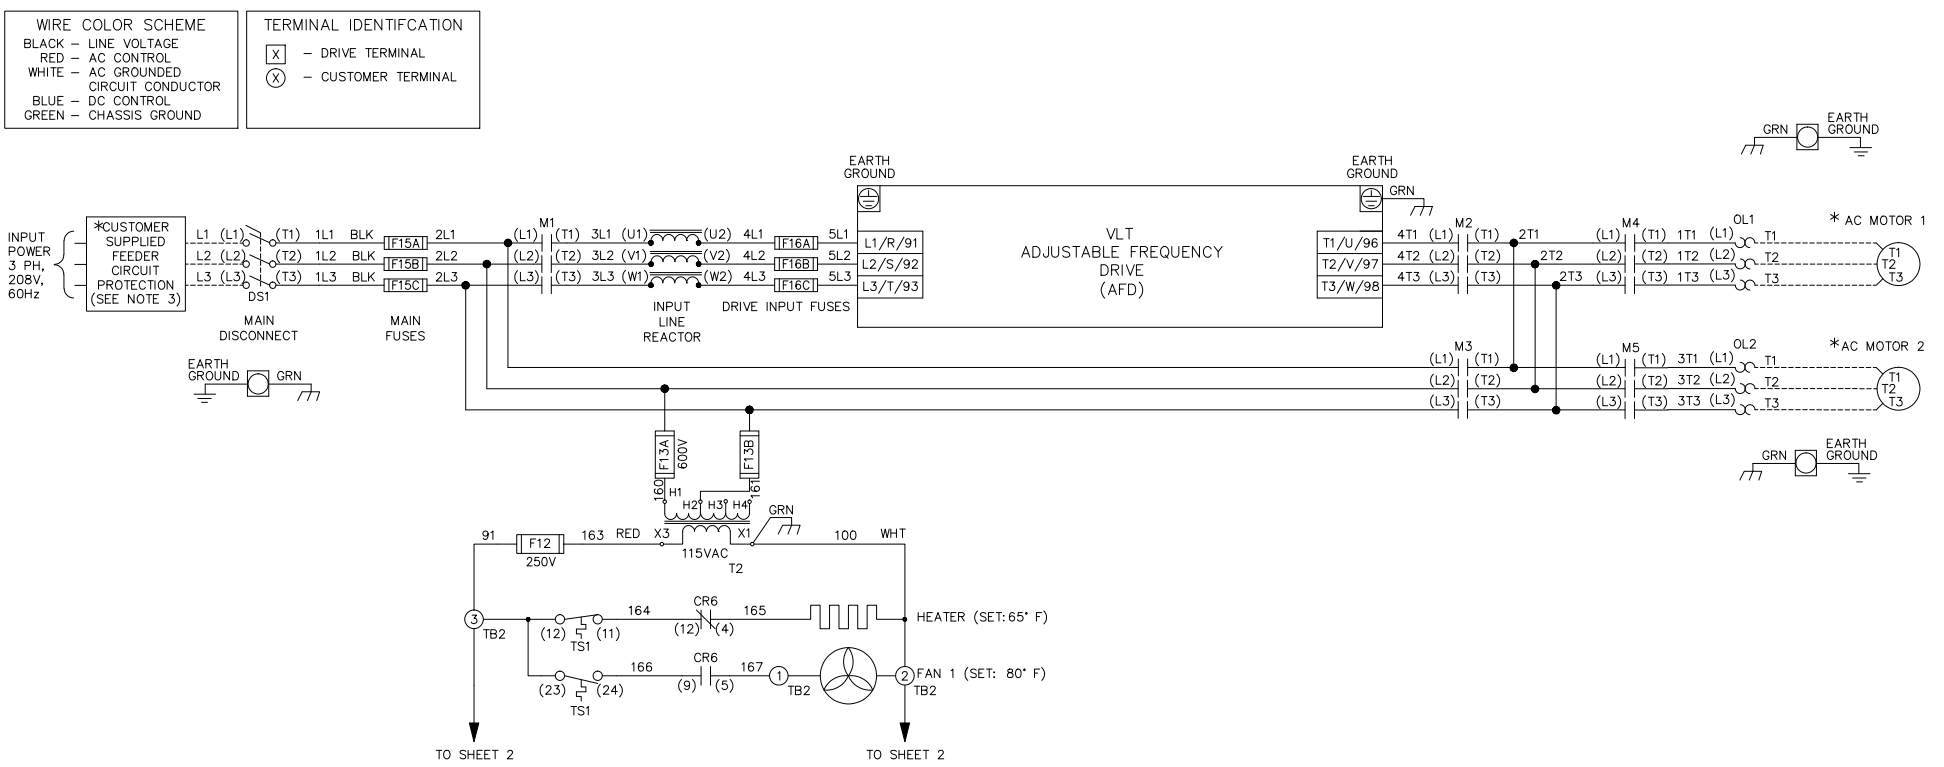 WIRE COLOR SCHEME
BLACK – LINE VOLTAGE
RED – AC CONTROL
WHITE – AC GROUNDED
CIRCUIT CONDUCTOR
BLUE – DC CONTROL
GREEN – CHASSIS GROUND
TERMINAL IDENTIFCATION
X – DRIVE TERMINAL
X – CUSTOMER TERMINAL
GRN
EARTH
GROUND
EARTH
GROUND
EARTH
GROUND
GRN
INPUT
POWER
3 PH,
208V,
60Hz
*CUSTOMER
SUPPLIED
FEEDER
CIRCUIT
PROTECTION
(SEE NOTE 3)
L1 (L1) (T1) 1L1 BLK F15A 2L1 (L1) M1 (T1) 3L1 (U1) (U2) 4L1 F16A 5L1 L1/R/91
L2 (L2) 1L2 BLK F15B 2L2 (L2) (T2) 3L2 (V1) (V2) 4L2 F16B 5L2 L2/S/92
L3 (L3) (T3) 1L3 BLK F15C 2L3 (L3) (T3) 3L3 (W1) (W2) 4L3 F16C 5L3 L3/T/93
DS1
MAIN
DISCONNECT
MAIN
FUSES
INPUT
LINE
REACTOR
DRIVE INPUT FUSES
VLT
ADJUSTABLE FREQUENCY
DRIVE
(AFD)
T1/U/96 4T1 (L1) M2 (T1) 2T1 (L1) M4 (T1) 1T1 (L1) OL1 T1
T2/V/97 4T2 (L2) (T2) 2T2 (L2) (T2) 1T2 (L2) T2
T3/W/98 4T3 (L3) (T3) 2T3 (L3) (T3) 1T3 (L3) T3
* AC MOTOR 1
T1
T2
T3
EARTH
GROUND
GRN
M3
(L1) (T1) (L1) M5 (T1) 3T1 (L1) OL2 T1
(L2) (T2) (L2) (T2) 3T2 (L2) T2
(L3) (T3) (L3) (T3) 3T3 (L3) T3
* AC MOTOR 2
T1
T2
T3
GRN
EARTH
GROUND
F13A
600V
F13B
160
161
H1
H2
H3
H4
GRN
91 F12 163 RED X3 X1 100 WHT
250V
115VAC
T2
3
TB2
(12) (11)
TS1
164
CR6
(12) (4)
165
HEATER (SET:65° F)
(23) (24)
TS1
166
CR6
(9) (5)
167
1
TB2
2
TB2
FAN 1 (SET: 80° F)
TO SHEET 2
TO SHEET 2